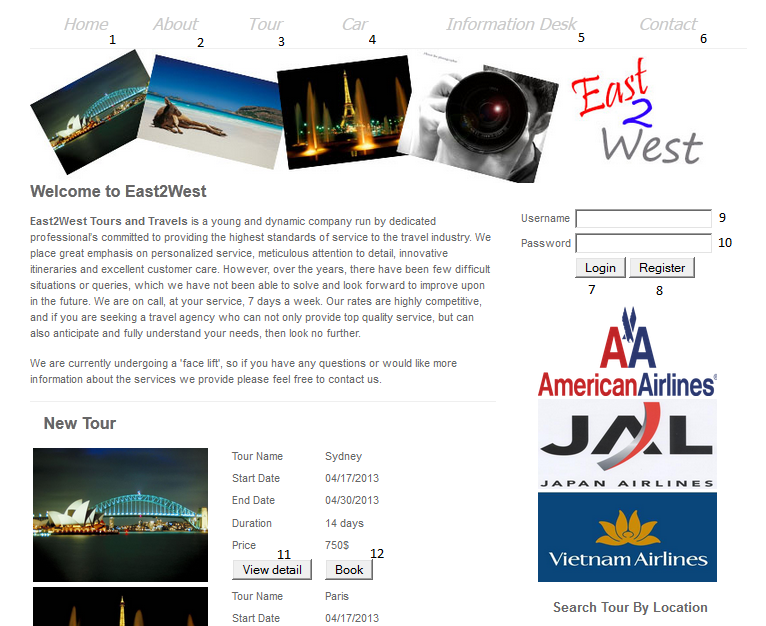 Home About Tour Car Information Desk Contact
1 2 3 4 5 6
East
2
West
Welcome to East2West
East2West Tours and Travels is a young and dynamic company run by dedicated
professional's committed to providing the highest standards of service to the travel industry. We
place great emphasis on personalized service, meticulous attention to detail, innovative
itineraries and excellent customer care. However, over the years, there have been few difficult
situations or queries, which we have not been able to solve and look forward to improve upon
in the future. We are on call, at your service, 7 days a week. Our rates are highly competitive,
and if you are seeking a travel agency who can not only provide top quality service, but can
also anticipate and fully understand your needs, then look no further.
We are currently undergoing a 'face lift', so if you have any questions or would like more
information about the services we provide please feel free to contact us.
Username 9
Password 10
Login Register
7 8
AA
AmericanAirlines
JAL
JAPAN AIRLINES
Vietnam Airlines
Search Tour By Location
New Tour
Tour Name Sydney
Start Date 04/17/2013
End Date 04/30/2013
Duration 14 days
Price 750$
11 12
View detail Book
Tour Name Paris
Start Date 04/17/2013